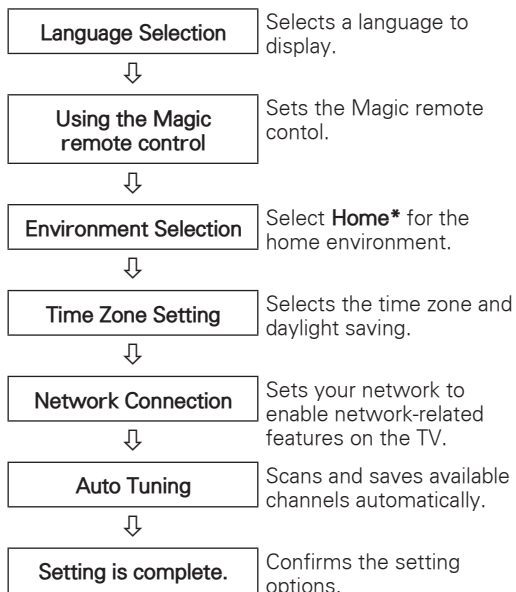 Language Selection
Selects a language to
display.
Using the Magic
remote control
Sets the Magic remote
contol.
Environment Selection
Select Home* for the
home environment.
Time Zone Setting
Selects the time zone and
daylight saving.
Network Connection
Sets your network to
enable network-related
features on the TV.
Auto Tuning
Scans and saves available
channels automatically.
Setting is complete.
Confirms the setting
options.